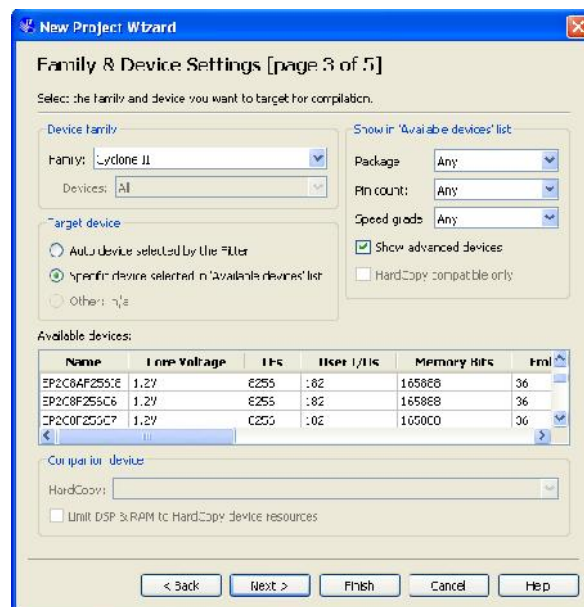 New Project Wizard
Family & Device Settings [page 3 of 5]
Select the family and device you want to target for compilation.
Device family
Family: Cyclone II
Devices: All
Show in 'Available devices' list
Package Any
Pin count: Any
Speed grade Any
Show advanced devices
HardCopy compatible only
Target device
Auto device selected by the Fitter
Specific device selected in 'Available devices' list
Other: n/a
Available devices:
Name Core Voltage LEs User I/Os Memory Bits
EP2C8AF256I8 1.2V 8256 182 165888 36
EP2C8F256C6 1.2V 8256 182 165888 36
EP2C8F256C7 1.2V 8256 182 165888 36
Companion device
HardCopy:
Limit DSP & RAM to HardCopy device resources
< Back Next > Finish Cancel Help